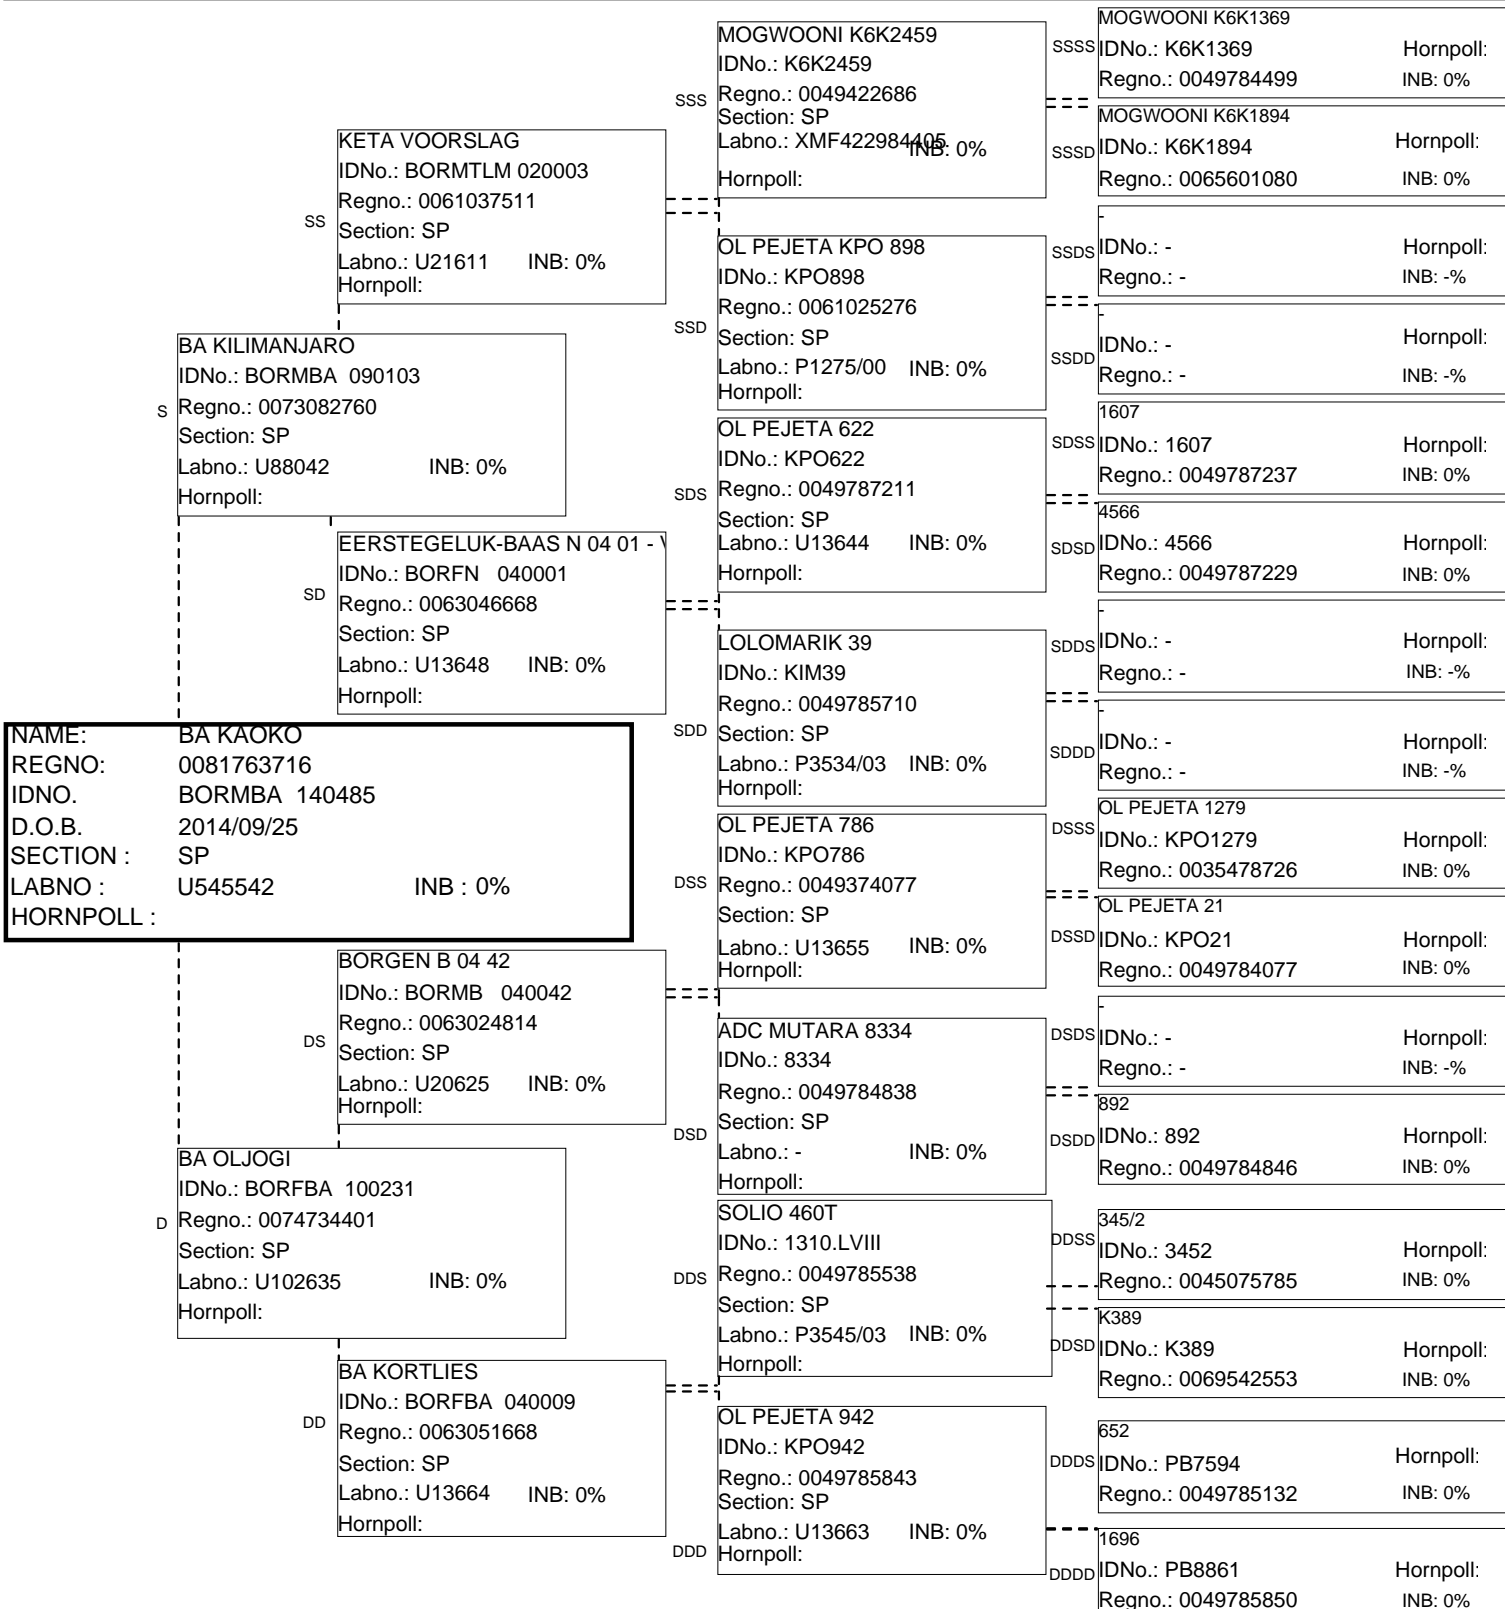 SS
KETA VOORSLAG
IDNo.: BORMTLM 020003
Regno.: 0061037511
Section: SP
Labno.: U21611 INB: 0%
Hornpoll:
S
BA KILIMANJARO
IDNo.: BORMBA 090103
Regno.: 0073082760
Section: SP
Labno.: U88042 INB: 0%
Hornpoll:
SD
EERSTEGELUK-BAAS N 04 01 -
IDNo.: BORFN 040001
Regno.: 0063046668
Section: SP
Labno.: U13648 INB: 0%
Hornpoll:
NAME: BA KAOKO
REGNO: 0081763716
IDNO. BORMBA 140485
D.O.B. 2014/09/25
SECTION : SP
LABNO : U545542 INB : 0%
HORNPOLL :
DS
BORGEN B 04 42
IDNo.: BORMB 040042
Regno.: 0063024814
Section: SP
Labno.: U20625 INB: 0%
Hornpoll:
D
BA OLJOGI
IDNo.: BORFBA 100231
Regno.: 0074734401
Section: SP
Labno.: U102635 INB: 0%
Hornpoll:
DD
BA KORTLIES
IDNo.: BORFBA 040009
Regno.: 0063051668
Section: SP
Labno.: U13664 INB: 0%
Hornpoll:
SSS
MOGWOONI K6K2459
IDNo.: K6K2459
Regno.: 0049422686
Section: SP
Labno.: XMF422984405 INB: 0%
Hornpoll:
SSD
OL PEJETA KPO 898
IDNo.: KPO898
Regno.: 0061025276
Section: SP
Labno.: P1275/00 INB: 0%
Hornpoll:
SDS
OL PEJETA 622
IDNo.: KPO622
Regno.: 0049787211
Section: SP
Labno.: U13644 INB: 0%
Hornpoll:
SDD
LOLOMARIK 39
IDNo.: KIM39
Regno.: 0049785710
Section: SP
Labno.: P3534/03 INB: 0%
Hornpoll:
DSS
OL PEJETA 786
IDNo.: KPO786
Regno.: 0049374077
Section: SP
Labno.: U13655 INB: 0%
Hornpoll:
DSD
ADC MUTARA 8334
IDNo.: 8334
Regno.: 0049784838
Section: SP
Labno.: - INB: 0%
Hornpoll:
DDS
SOLIO 460T
IDNo.: 1310.LVIII
Regno.: 0049785538
Section: SP
Labno.: P3545/03 INB: 0%
Hornpoll:
DDD
OL PEJETA 942
IDNo.: KPO942
Regno.: 0049785843
Section: SP
Labno.: U13663 INB: 0%
Hornpoll:
MOGWOONI K6K1369
SSSS IDNo.: K6K1369 Hornpoll:
Regno.: 0049784499 INB: 0%
MOGWOONI K6K1894
SSSD IDNo.: K6K1894 Hornpoll:
Regno.: 0065601080 INB: 0%
-
SSDS IDNo.: - Hornpoll:
Regno.: - INB: -%
-
SSDD IDNo.: - Hornpoll:
Regno.: - INB: -%
1607
SDSS IDNo.: 1607 Hornpoll:
Regno.: 0049787237 INB: 0%
4566
SDSD IDNo.: 4566 Hornpoll:
Regno.: 0049787229 INB: 0%
-
SDDS IDNo.: - Hornpoll:
Regno.: - INB: -%
-
SDDD IDNo.: - Hornpoll:
Regno.: - INB: -%
OL PEJETA 1279
DSSS IDNo.: KPO1279 Hornpoll:
Regno.: 0035478726 INB: 0%
OL PEJETA 21
DSSD IDNo.: KPO21 Hornpoll:
Regno.: 0049784077 INB: 0%
-
DSDS IDNo.: - Hornpoll:
Regno.: - INB: -%
892
DSDD IDNo.: 892 Hornpoll:
Regno.: 0049784846 INB: 0%
345/2
DDSS IDNo.: 3452 Hornpoll:
Regno.: 0045075785 INB: 0%
K389
DDSD IDNo.: K389 Hornpoll:
Regno.: 0069542553 INB: 0%
652
DDDS IDNo.: PB7594 Hornpoll:
Regno.: 0049785132 INB: 0%
1696
DDDD IDNo.: PB8861 Hornpoll:
Regno.: 0049785850 INB: 0%